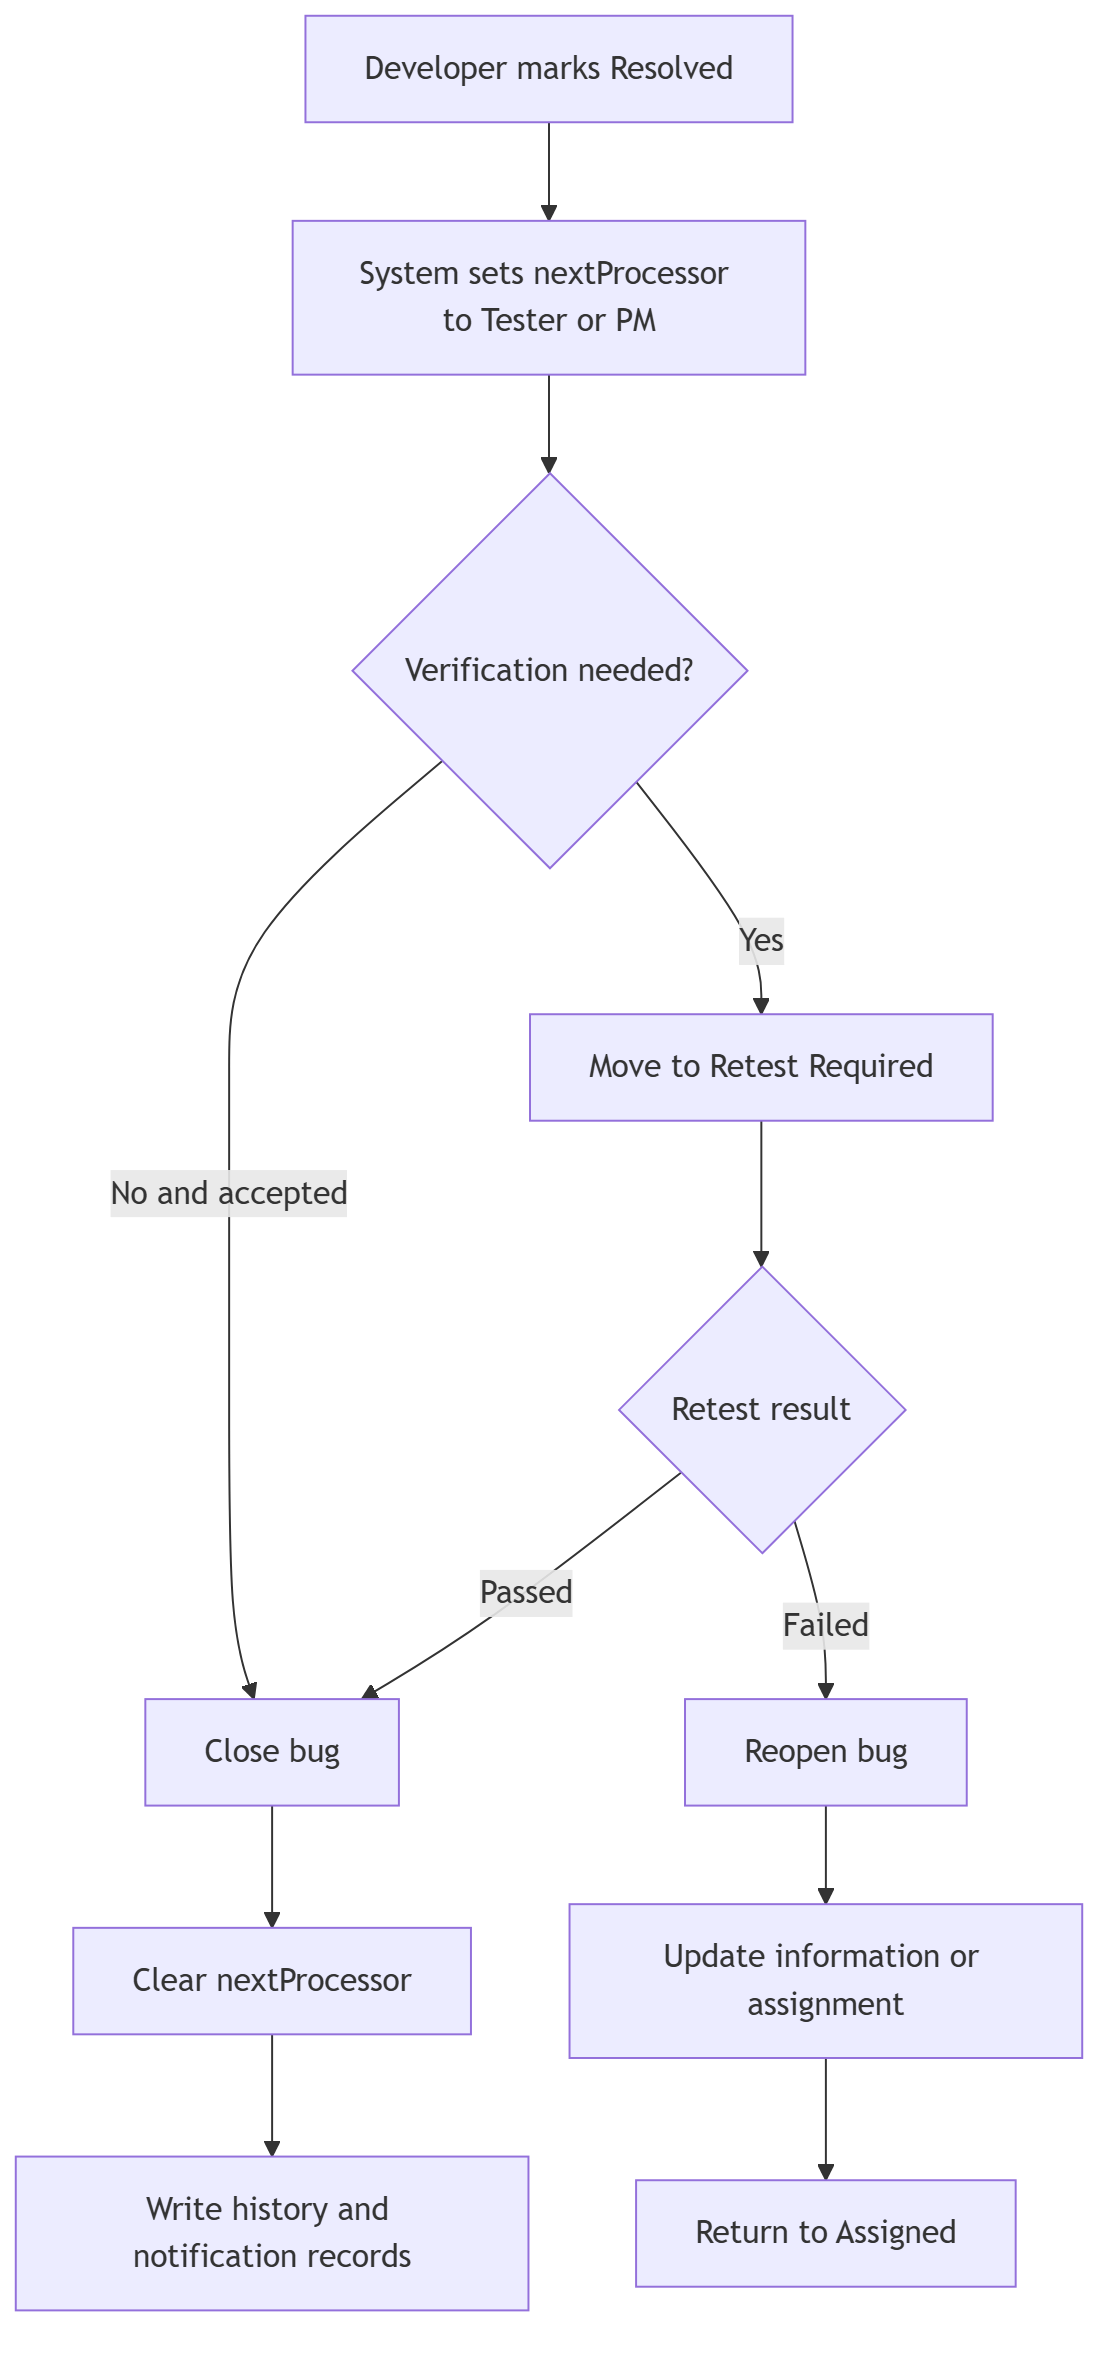 Developer marks Resolved
System sets nextProcessor
to Tester or PM
Verification needed?
Yes
Move to Retest Required
No and accepted
Retest result
Passed
Failed
Close bug
Reopen bug
Update information or
assignment
Clear nextProcessor
Write history and
notification records
Return to Assigned